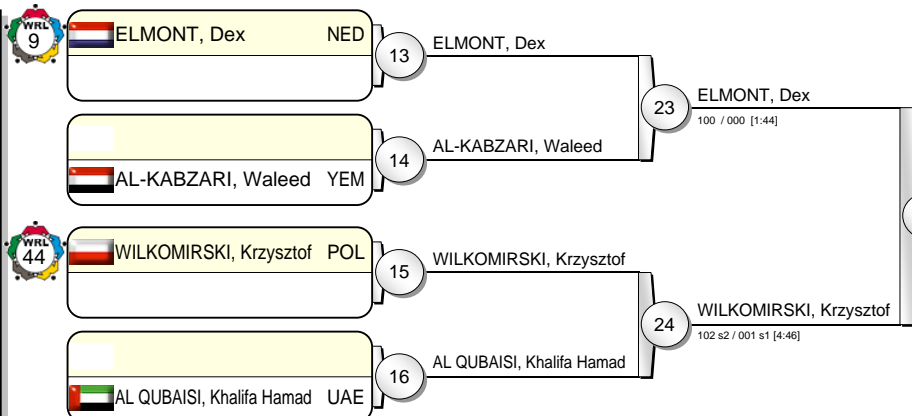 WRL
9
ELMONT, Dex NED
13
ELMONT, Dex
23
ELMONT, Dex
100 / 000 [1:44]
14
AL-KABZARI, Waleed
AL-KABZARI, Waleed YEM
WRL
44
WILKOMIRSKI, Krzysztof POL
15
WILKOMIRSKI, Krzysztof
24
WILKOMIRSKI, Krzysztof
102 s2 / 001 s1 [4:46]
16
AL QUBAISI, Khalifa Hamad
AL QUBAISI, Khalifa Hamad UAE